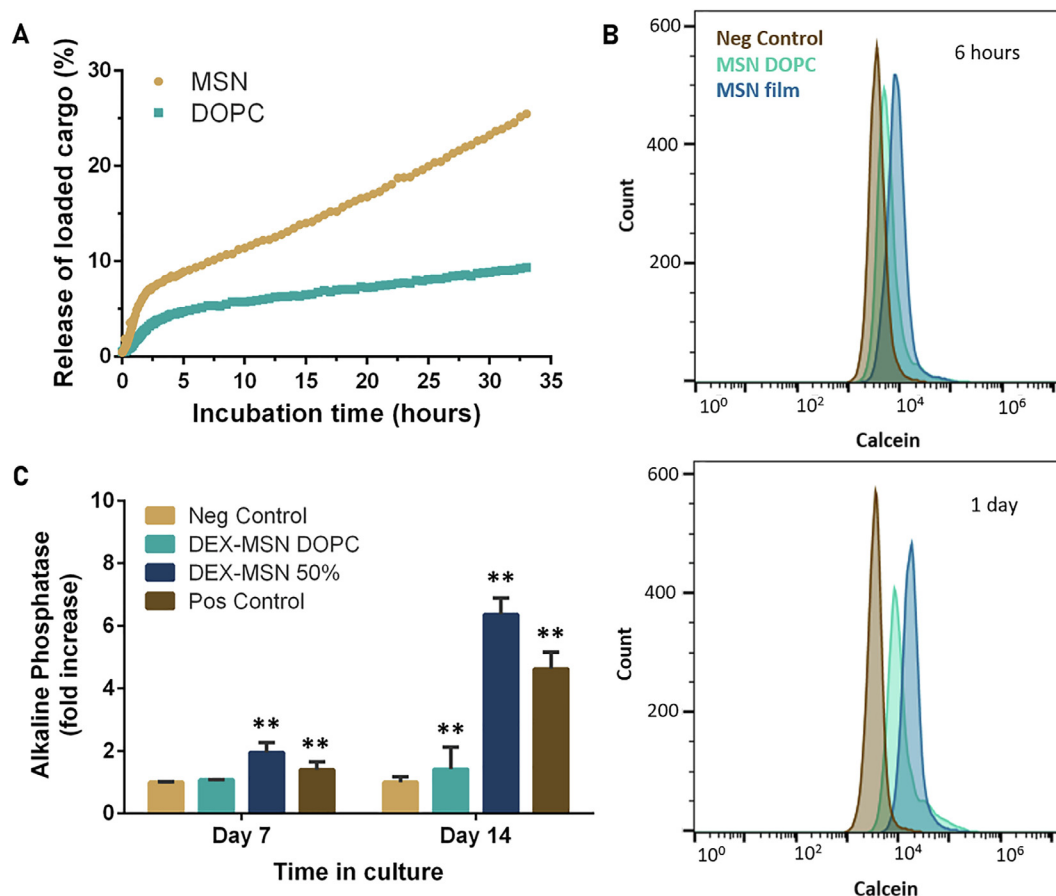 A
Release of loaded cargo (%)
30
20
10
0
MSN
DOPC
0 5 10 15 20 25 30 35
Incubation time (hours)
B
Count
600
400
200
0
Neg Control
MSN DOPC
MSN film
6 hours
10⁰ 10² 10⁴ 10⁶
Calcein
Count
600
400
200
0
1 day
10⁰ 10² 10⁴ 10⁶
Calcein
C
Alkaline Phosphatase
(fold increase)
10
8
6
4
2
0
Neg Control
DEX-MSN DOPC
DEX-MSN 50%
Pos Control
** ** ** ** **
Day 7 Day 14
Time in culture